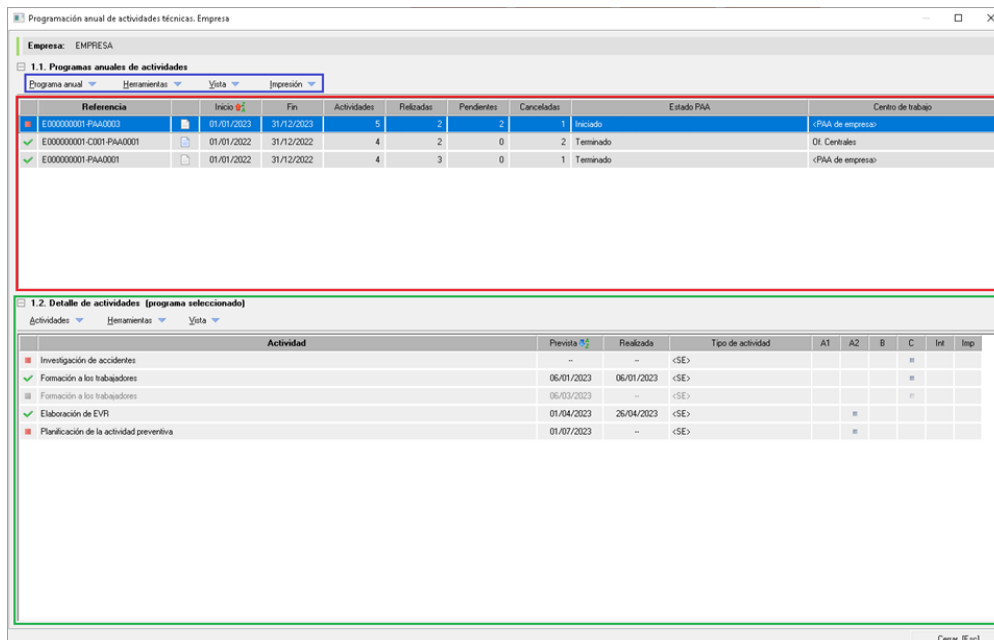 Programación anual de actividades técnicas. Empresa
Empresa: EMPRESA
1.1. Programas anuales de actividades
Programa anual Herramientas Vista Impresión
Referencia Inicio Fin Actividades Relizadas Pendientes Canceladas Estado PAA Centro de trabajo
E000000001-PAA0003 01/01/2023 31/12/2023 5 2 2 1 Iniciado <PAA de empresa>
E000000001-C001-PAA0001 01/01/2022 31/12/2022 4 2 0 2 Terminado Of. Centrales
E000000001-PAA0001 01/01/2022 31/12/2022 4 3 0 1 Terminado <PAA de empresa>
1.2. Detalle de actividades (programa seleccionado)
Actividades Herramientas Vista
Actividad Prevista Realizada Tipo de actividad A1 A2 B C Int Imp
Investigación de accidentes -- -- <SE>
Formación a los trabajadores 06/01/2023 06/01/2023 <SE>
Formación a los trabajadores 06/03/2023 -- <SE>
Elaboración de EVR 01/04/2023 26/04/2023 <SE>
Planificación de la actividad preventiva 01/07/2023 -- <SE>
Cerrar [Esc]